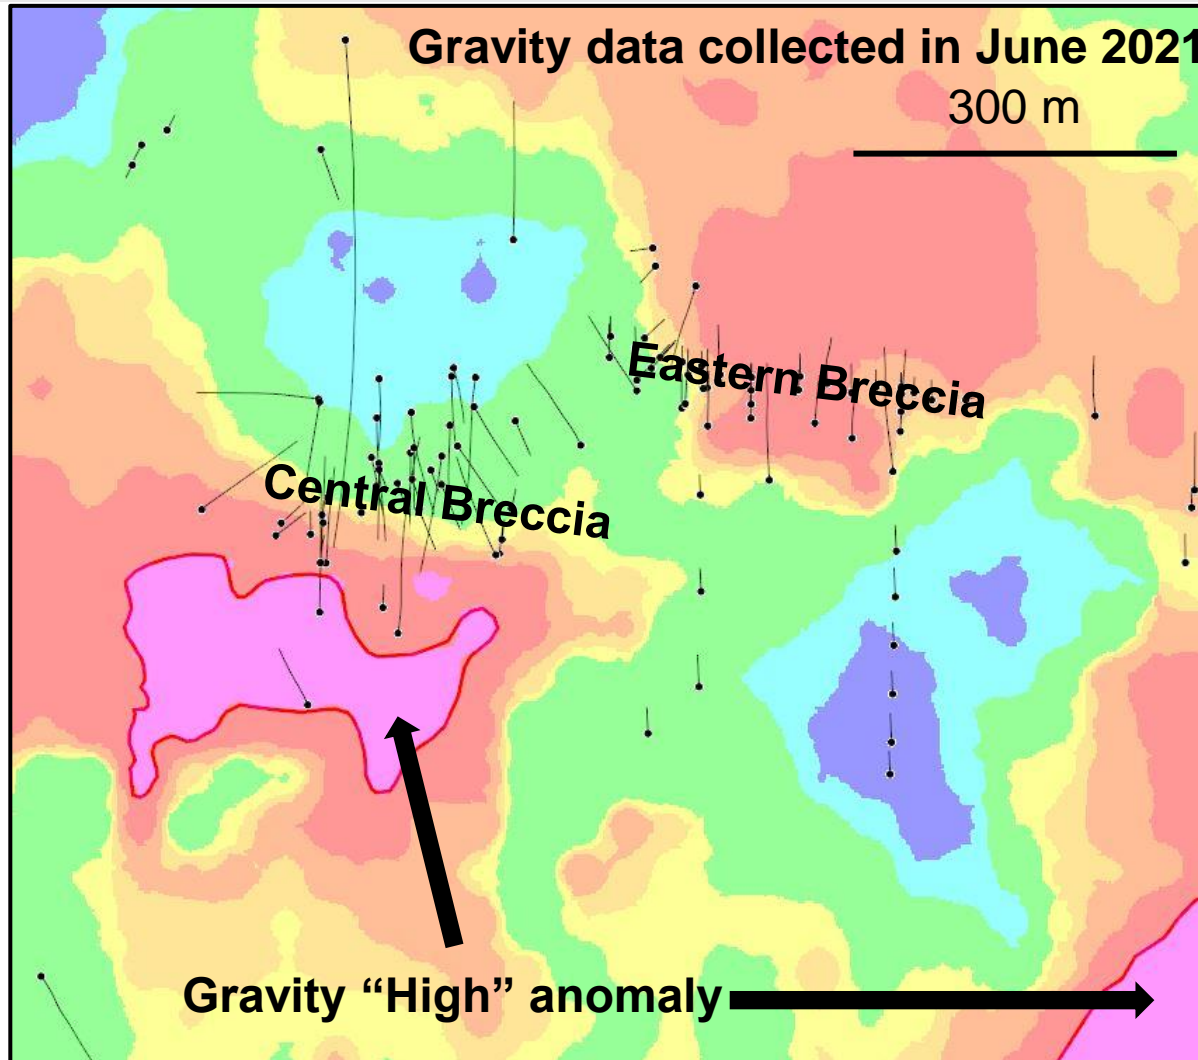 Gravity data collected in June 2021
300 m
Eastern Breccia
Central Breccia
Gravity “High” anomaly